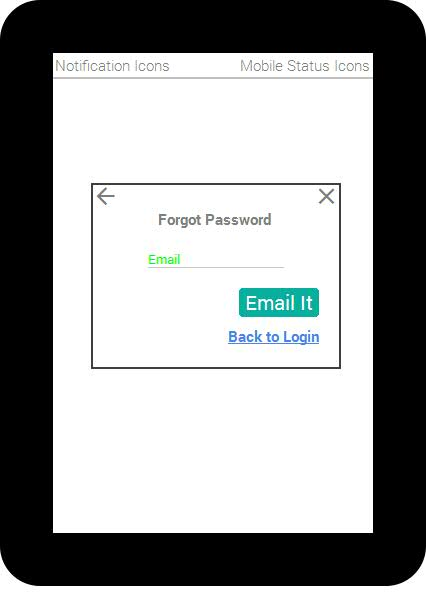 Notification Icons Mobile Status Icons
Forgot Password
Email
Email It
Back to Login